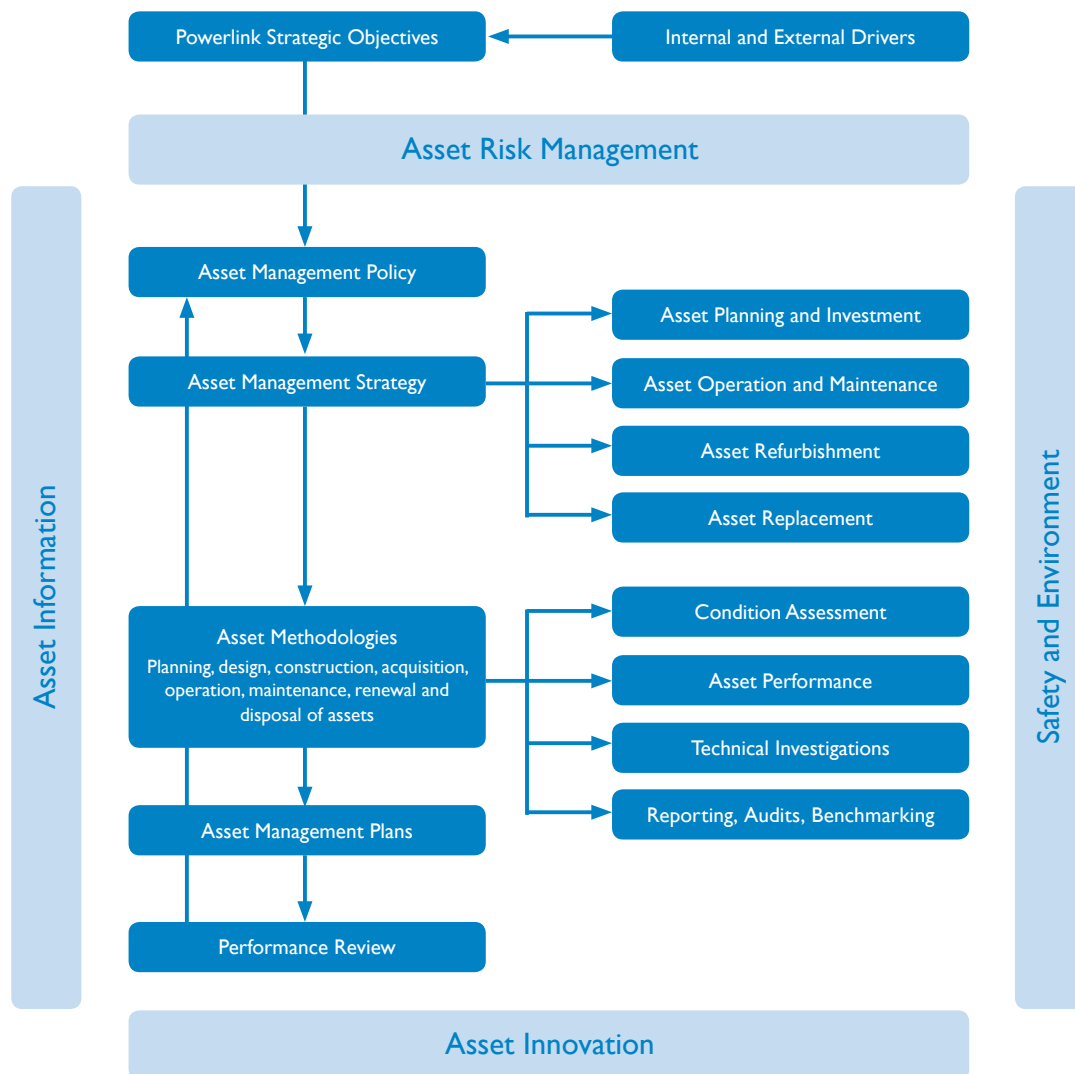 Powerlink Strategic Objectives
Internal and External Drivers
Asset Risk Management
Asset Information
Safety and Environment
Asset Management Policy
Asset Management Strategy
Asset Planning and Investment
Asset Operation and Maintenance
Asset Refurbishment
Asset Replacement
Asset Methodologies
Planning, design, construction, acquisition,
operation, maintenance, renewal and
disposal of assets
Condition Assessment
Asset Performance
Technical Investigations
Reporting, Audits, Benchmarking
Asset Management Plans
Performance Review
Asset Innovation